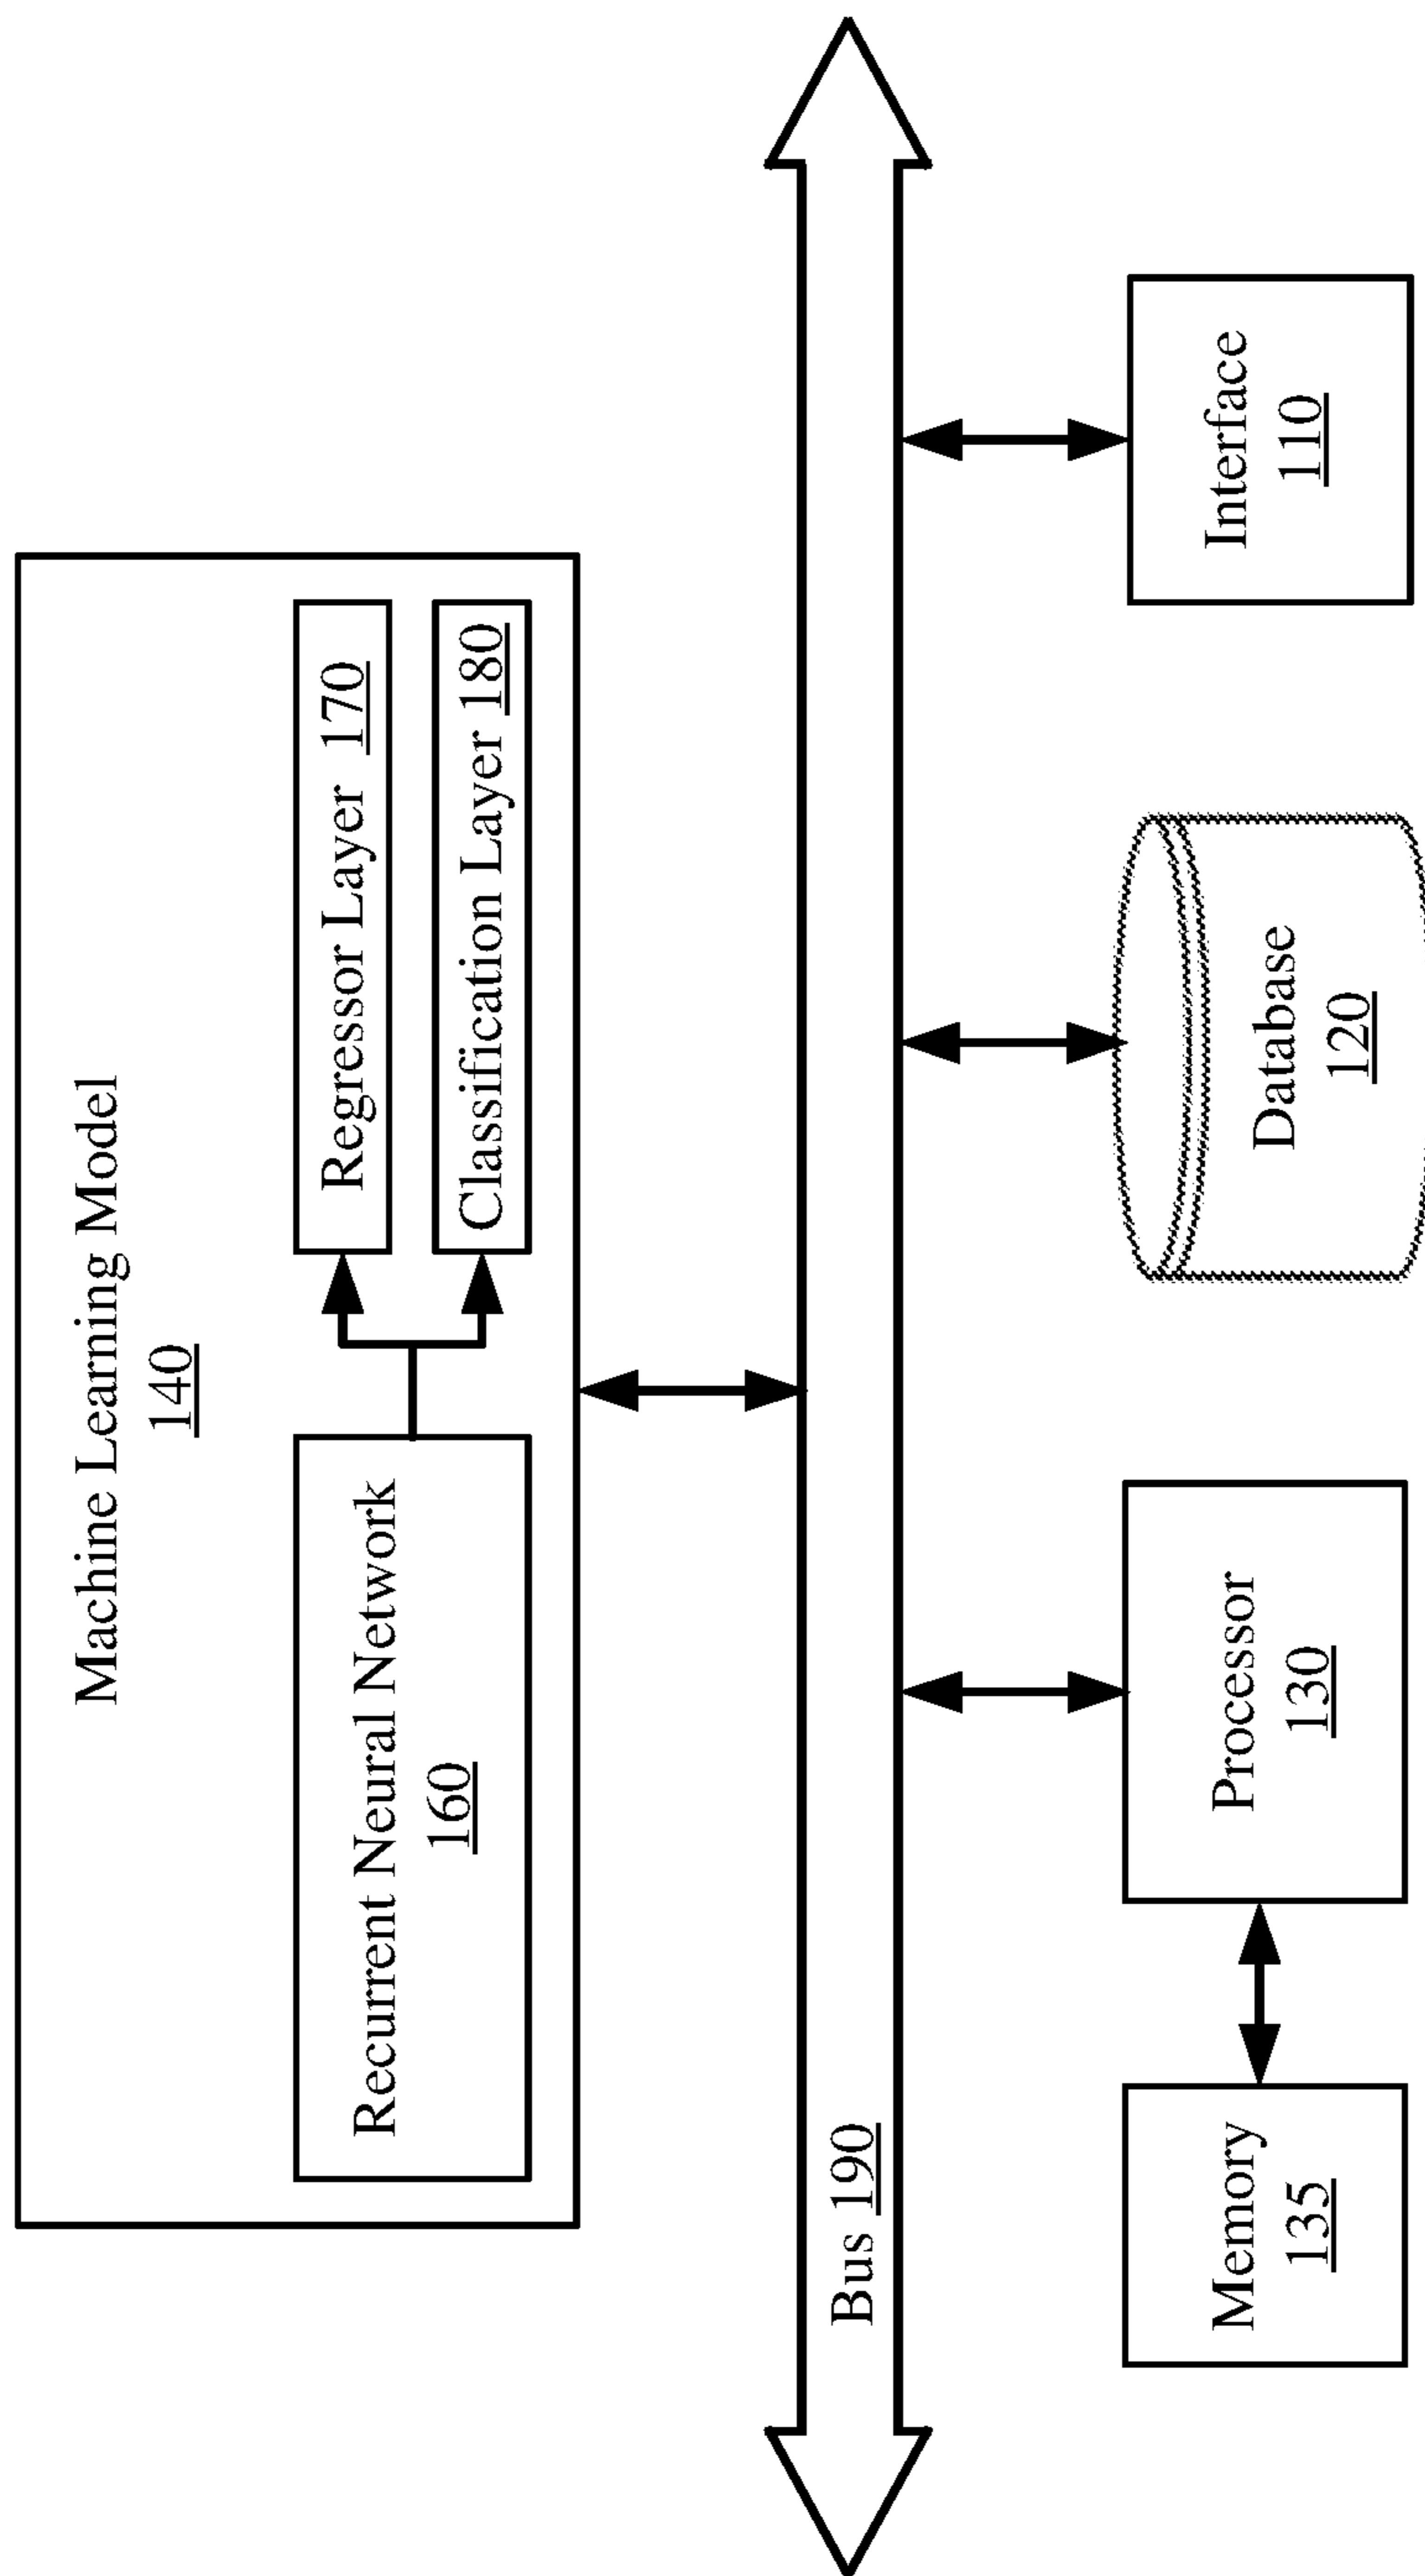 Machine Learning Model
140
Recurrent Neural Network
160
Regressor Layer 170
Classification Layer 180
Bus 190
Memory
135
Processor
130
Database
120
Interface
110